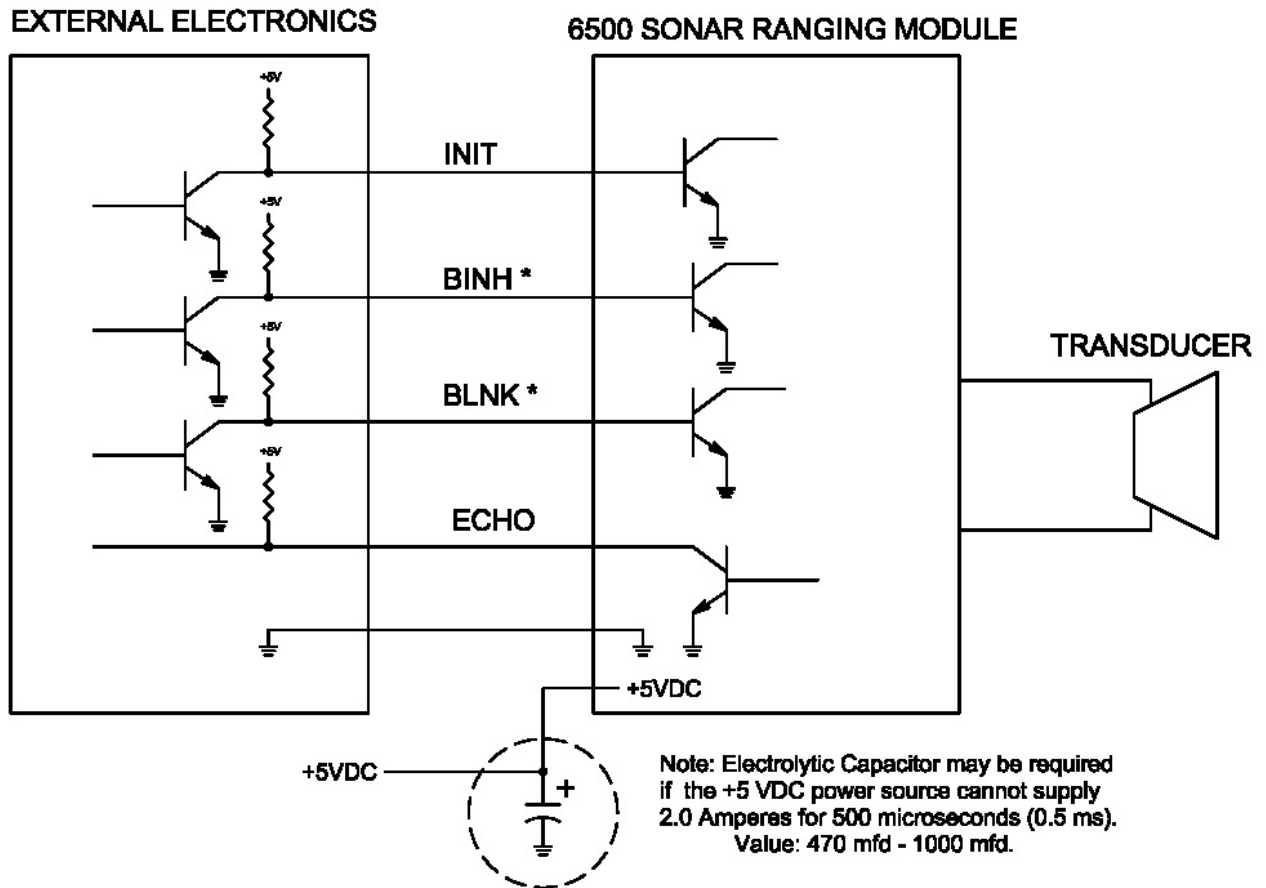 EXTERNAL ELECTRONICS
6500 SONAR RANGING MODULE
+5V
INIT
+5V
BINH *
+5V
TRANSDUCER
BLNK *
+5V
ECHO
+5VDC
+5VDC
+
Note: Electrolytic Capacitor may be required
if the +5 VDC power source cannot supply
2.0 Amperes for 500 microseconds (0.5 ms).
Value: 470 mfd - 1000 mfd.